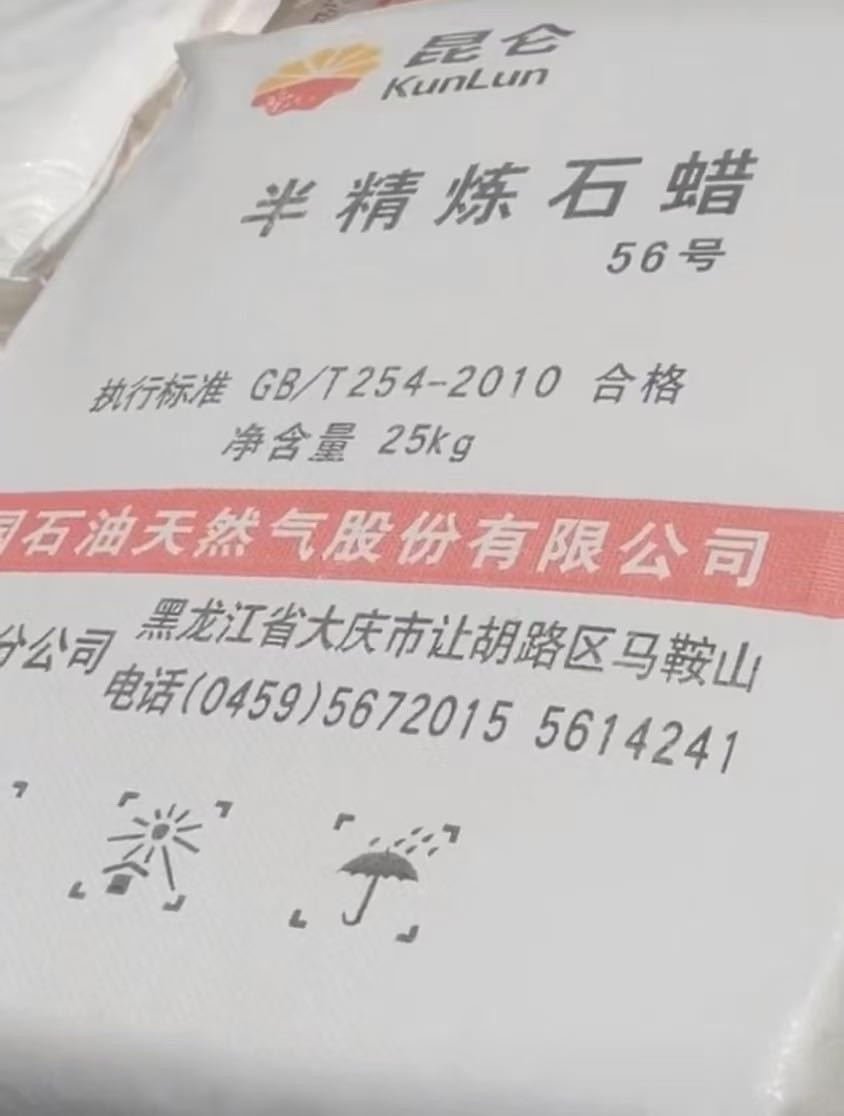 昆仑
KunLun
半精炼石蜡
56号
执行标准 GB/T254-2010 合格
净含量 25kg
国石油天然气股份有限公司
分公司 黑龙江省大庆市让胡路区马鞍山
电话(0459)5672015 5614241